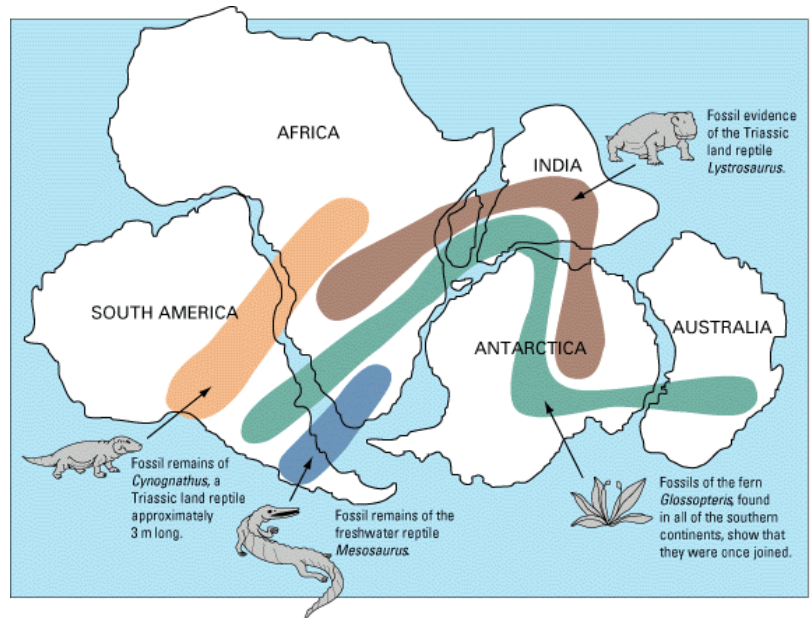 AFRICA
INDIA
Fossil evidence
of the Triassic
land reptile
Lystrosaurus.
SOUTH AMERICA
ANTARCTICA
AUSTRALIA
Fossil remains of
Cynognathus, a
Triassic land reptile
approximately
3 m long.
Fossil remains of the
freshwater reptile
Mesosaurus.
Fossils of the fern
Glossopteris, found
in all of the southern
continents, show that
they were once joined.